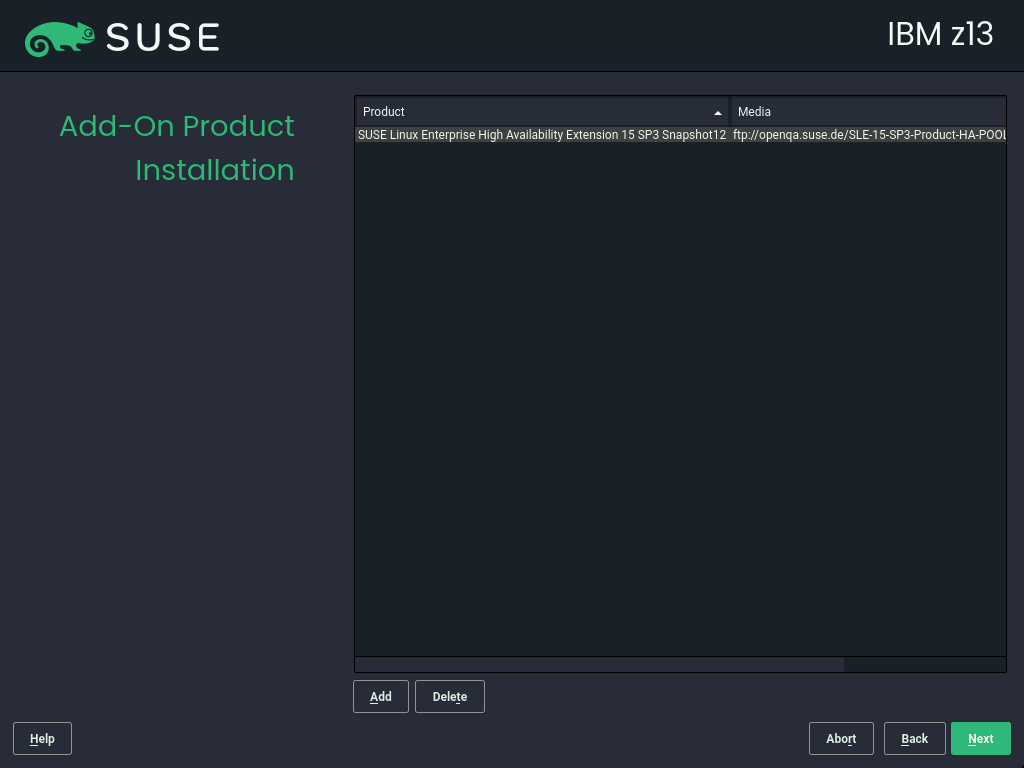 SUSE
IBM z13
Add-On Product
Installation
Product
Media
SUSE Linux Enterprise High Availability Extension 15 SP3 Snapshot12
ftp://openqa.suse.de/SLE-15-SP3-Product-HA-POOL
Add
Delete
Help
Abort
Back
Next